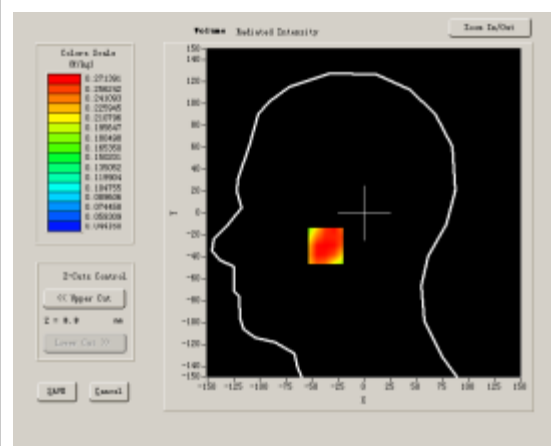 Volume Radiated Intensity
Zoom In/Out
Colors Scale
(W/kg)
0.271391
0.256242
0.241093
0.225945
0.210796
0.195647
0.180498
0.165350
0.150201
0.135052
0.119904
0.104755
0.089606
0.074458
0.059309
0.044160
150
140
120
100
80
60
40
20
0
-20
-40
-60
-80
-100
-120
-140
-150
Y
-150 -125 -100 -75 -50 -25 0 25 50 75 100 125 150
X
Z-Cuts Control
<< Upper Cut
Z = 0.0 mm
Lower Cut >>
SAVE Cancel